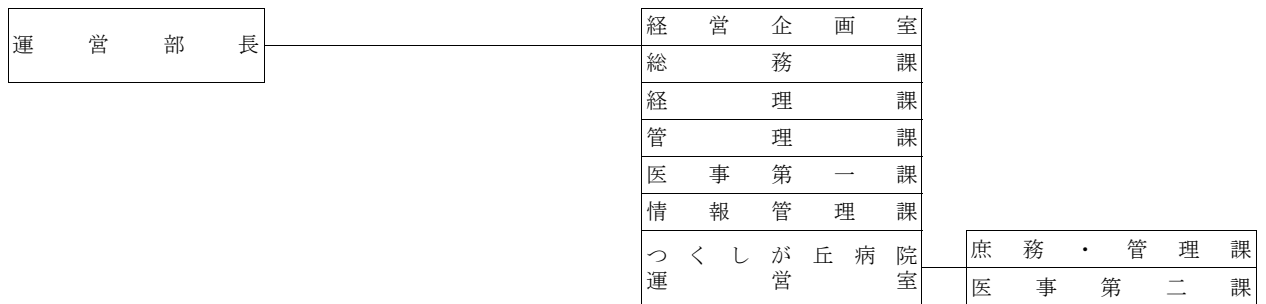 運営部長
経営企画室
総務課
経理課
管理課
医事第一課
情報管理課
つくしが丘病院
運営室
庶務・管理課
医事第二課